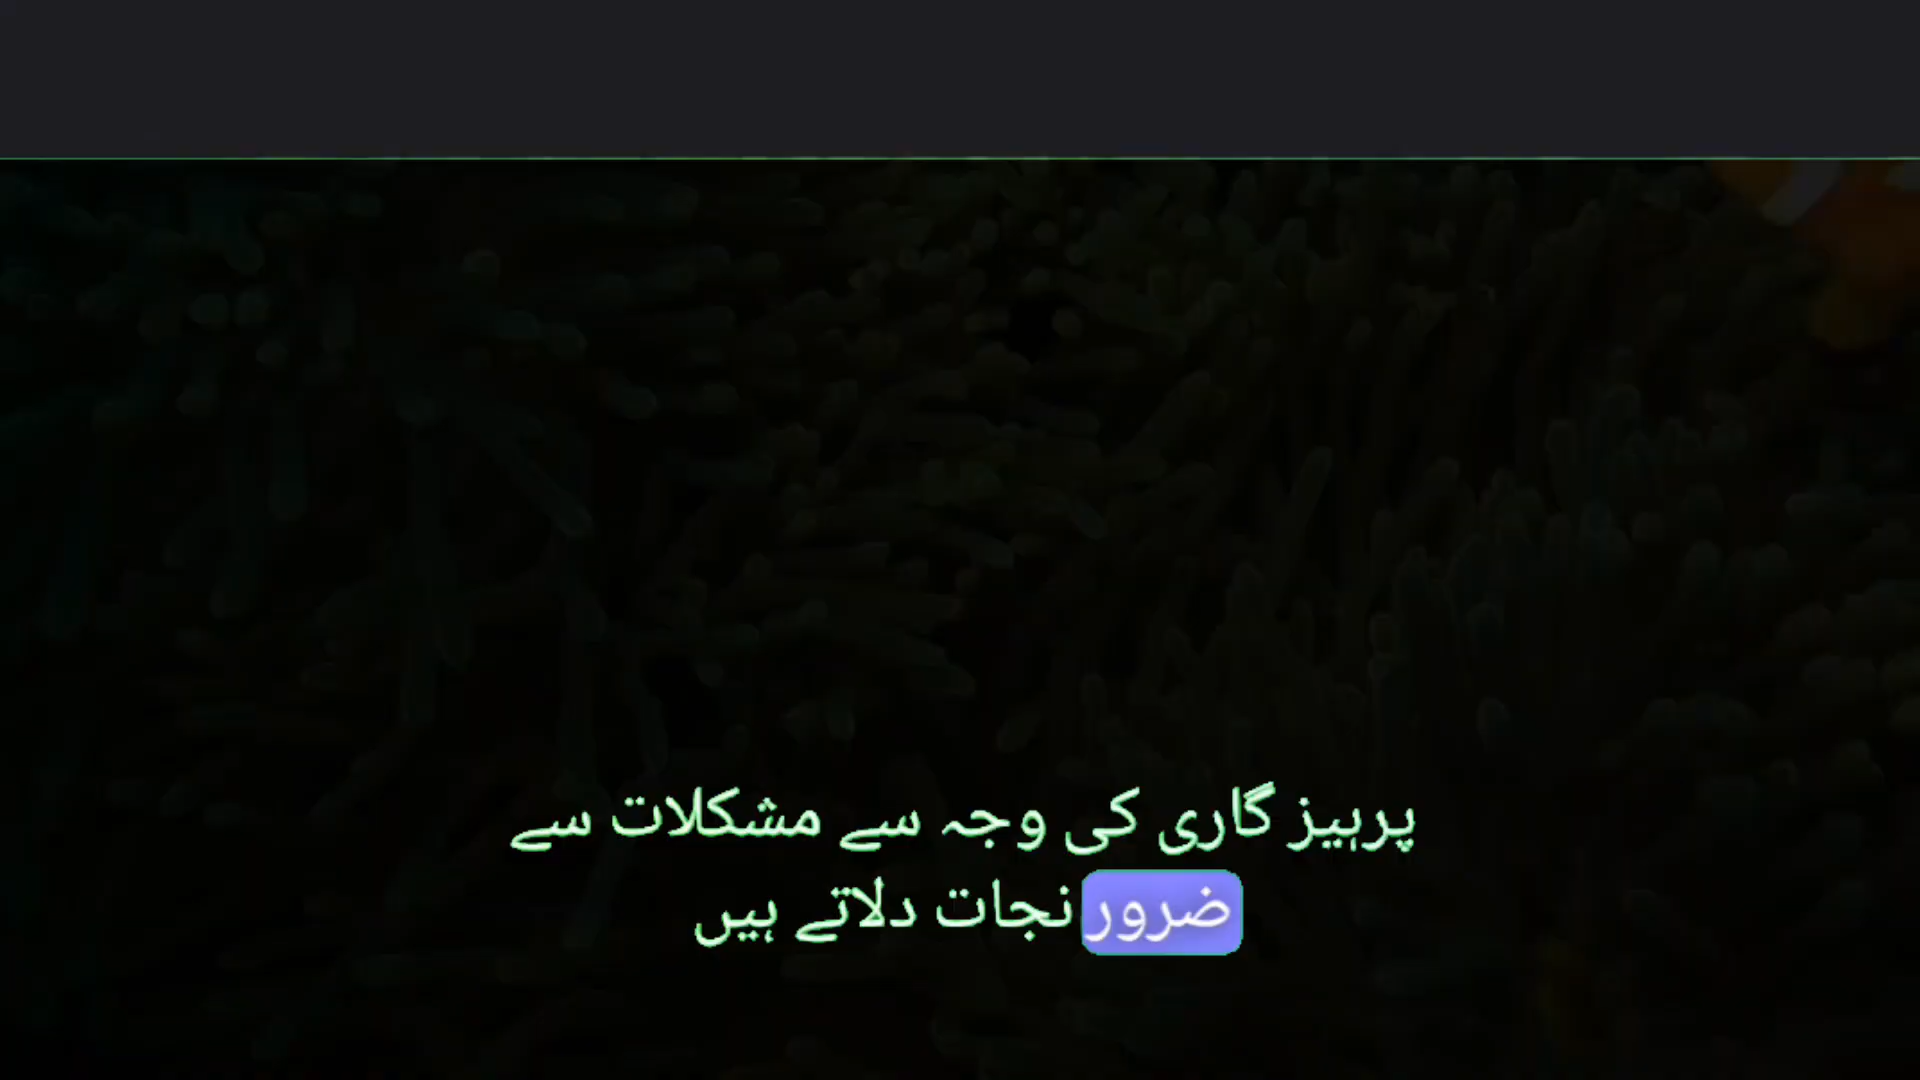 پرہیز گاری کی وجہ سے مشکلات سے
ضرور نجات دلاتے ہیں